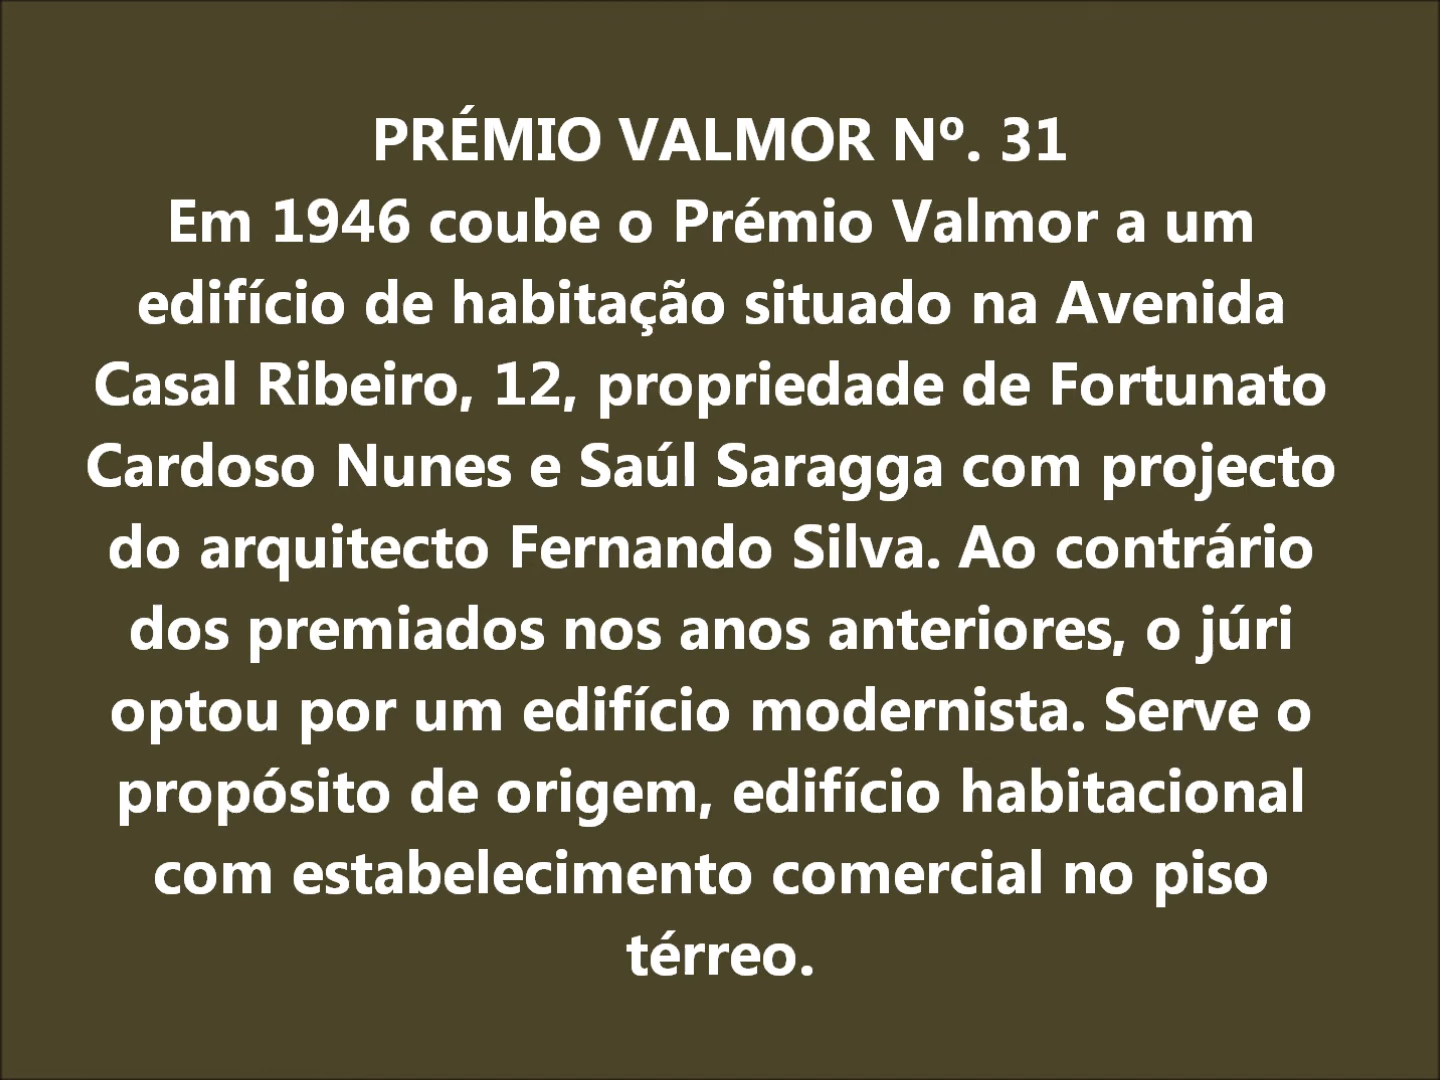 PRÉMIO VALMOR Nº. 31
Em 1946 coube o Prémio Valmor a um
edifício de habitação situado na Avenida
Casal Ribeiro, 12, propriedade de Fortunato
Cardoso Nunes e Saúl Saragga com projecto
do arquitecto Fernando Silva. Ao contrário
dos premiados nos anos anteriores, o júri
optou por um edifício modernista. Serve o
propósito de origem, edifício habitacional
com estabelecimento comercial no piso
térreo.